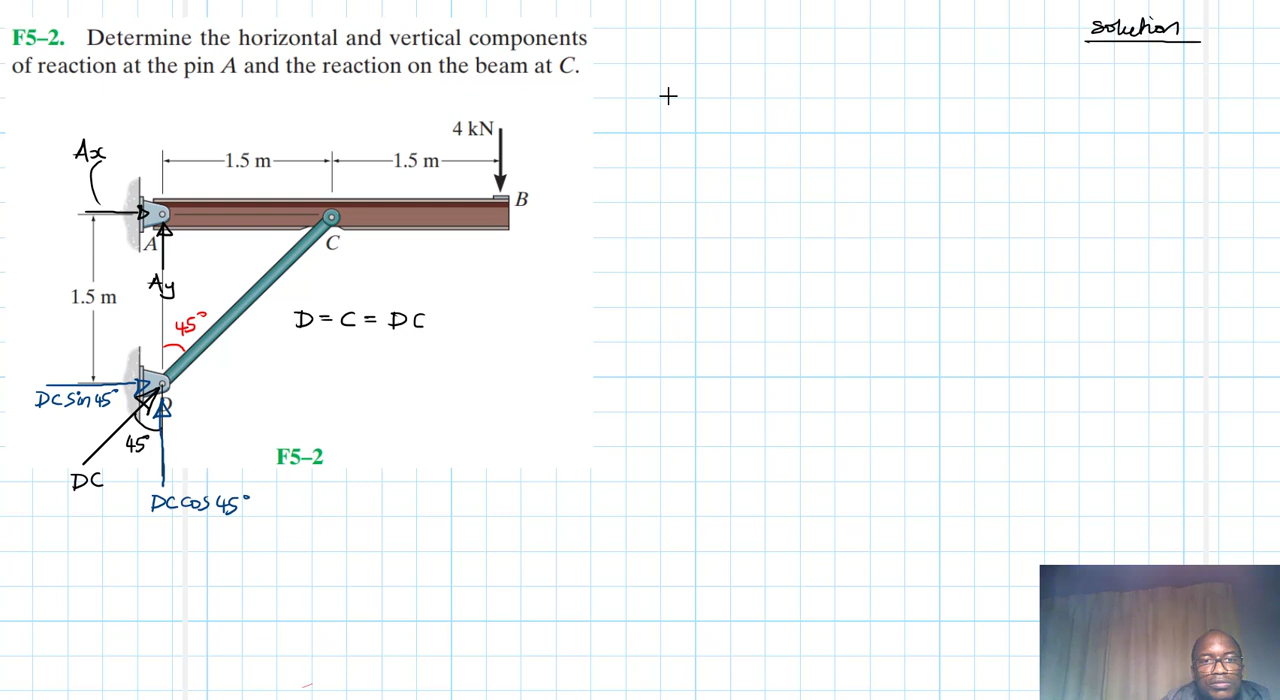 solution
F5–2. Determine the horizontal and vertical components
of reaction at the pin A and the reaction on the beam at C.
+
4 kN
Ax
1.5 m
1.5 m
B
A
C
Ay
1.5 m
45°
D = C = DC
DC sin 45°
45°
F5–2
DC
DC cos 45°